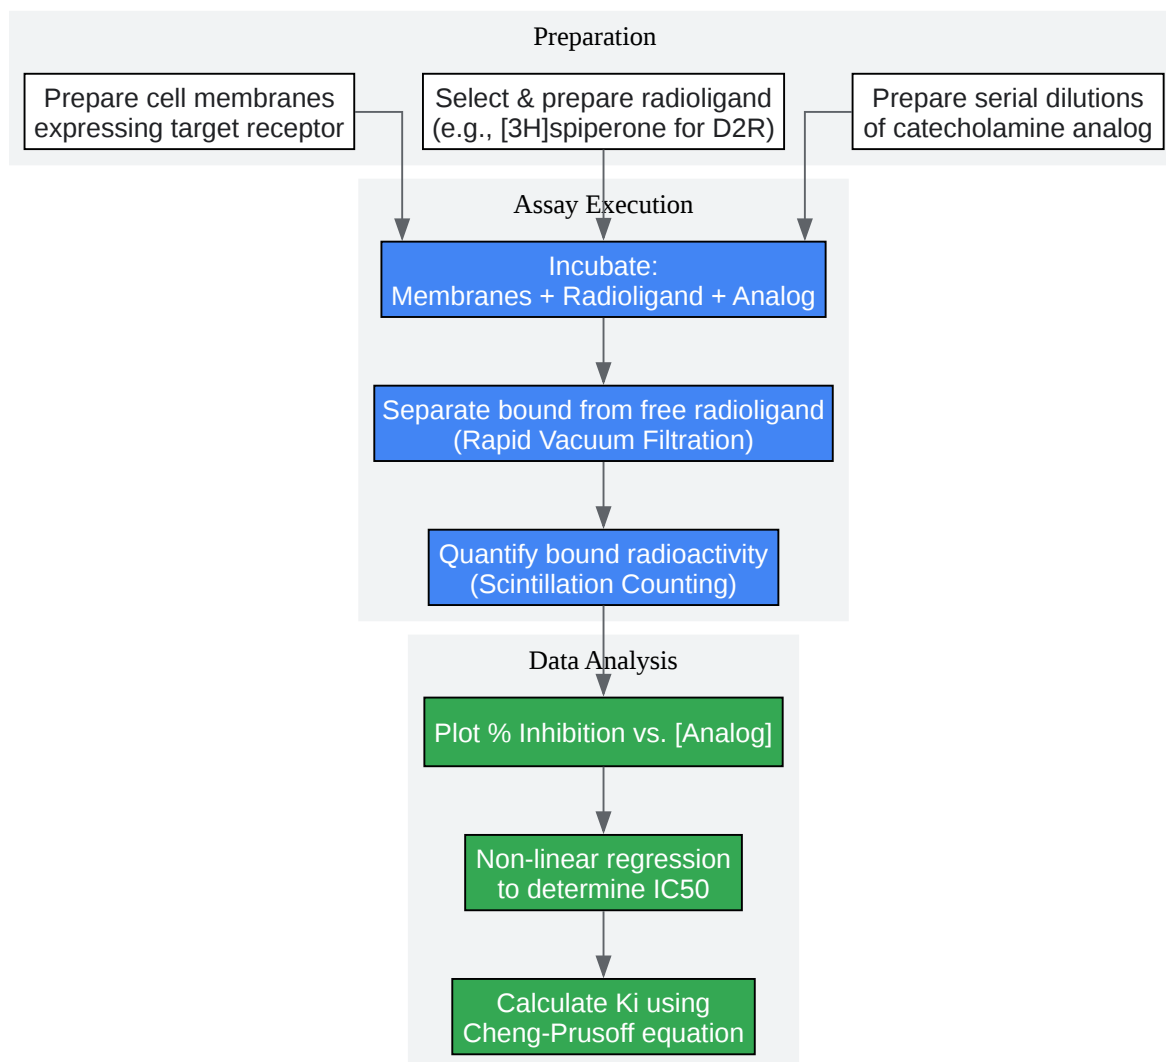 Preparation
Prepare cell membranes
expressing target receptor
Select & prepare radioligand
(e.g., [3H]spiperone for D2R)
Prepare serial dilutions
of catecholamine analog
Assay Execution
Incubate:
Membranes + Radioligand + Analog
Separate bound from free radioligand
(Rapid Vacuum Filtration)
Quantify bound radioactivity
(Scintillation Counting)
Data Analysis
Plot % Inhibition vs. [Analog]
Non-linear regression
to determine IC50
Calculate Ki using
Cheng-Prusoff equation